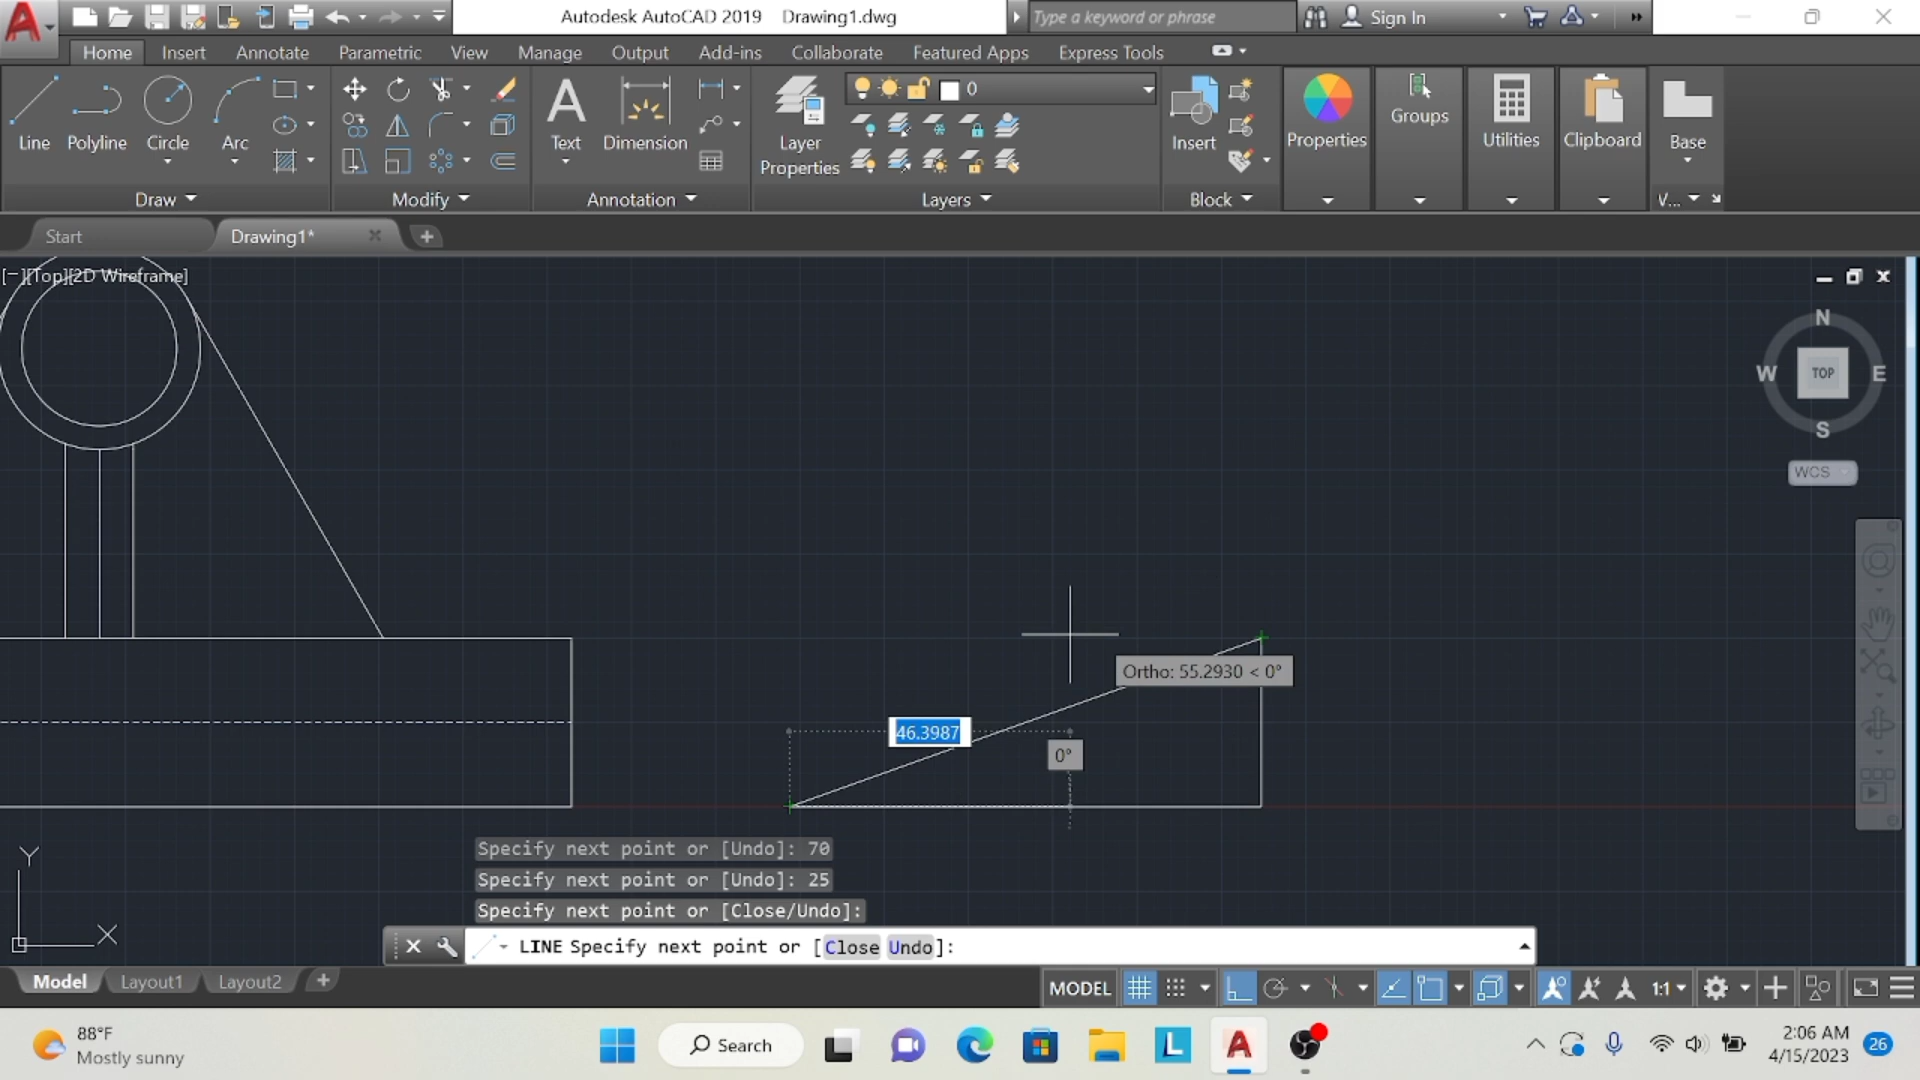 Autodesk AutoCAD 2019 Drawing1.dwg
Type a keyword or phrase
Sign In
Home Insert Annotate Parametric View Manage Output Add-ins Collaborate Featured Apps Express Tools
0
Line Polyline Circle Arc
Text Dimension
Layer Properties
Insert
Properties
Groups
Utilities
Clipboard
Base
Draw Modify Annotation Layers Block V...
Start Drawing1*
[−][Top][2D Wireframe]
N
W TOP E
S
WCS
Ortho: 55.2930 < 0°
46.3987
0°
Specify next point or [Undo]: 70
Specify next point or [Undo]: 25
Specify next point or [Close/Undo]:
Y
X
LINE Specify next point or [Close Undo]:
Model Layout1 Layout2
MODEL
1:1
88°F
Mostly sunny
Search
L
A
2:06 AM
4/15/2023
26